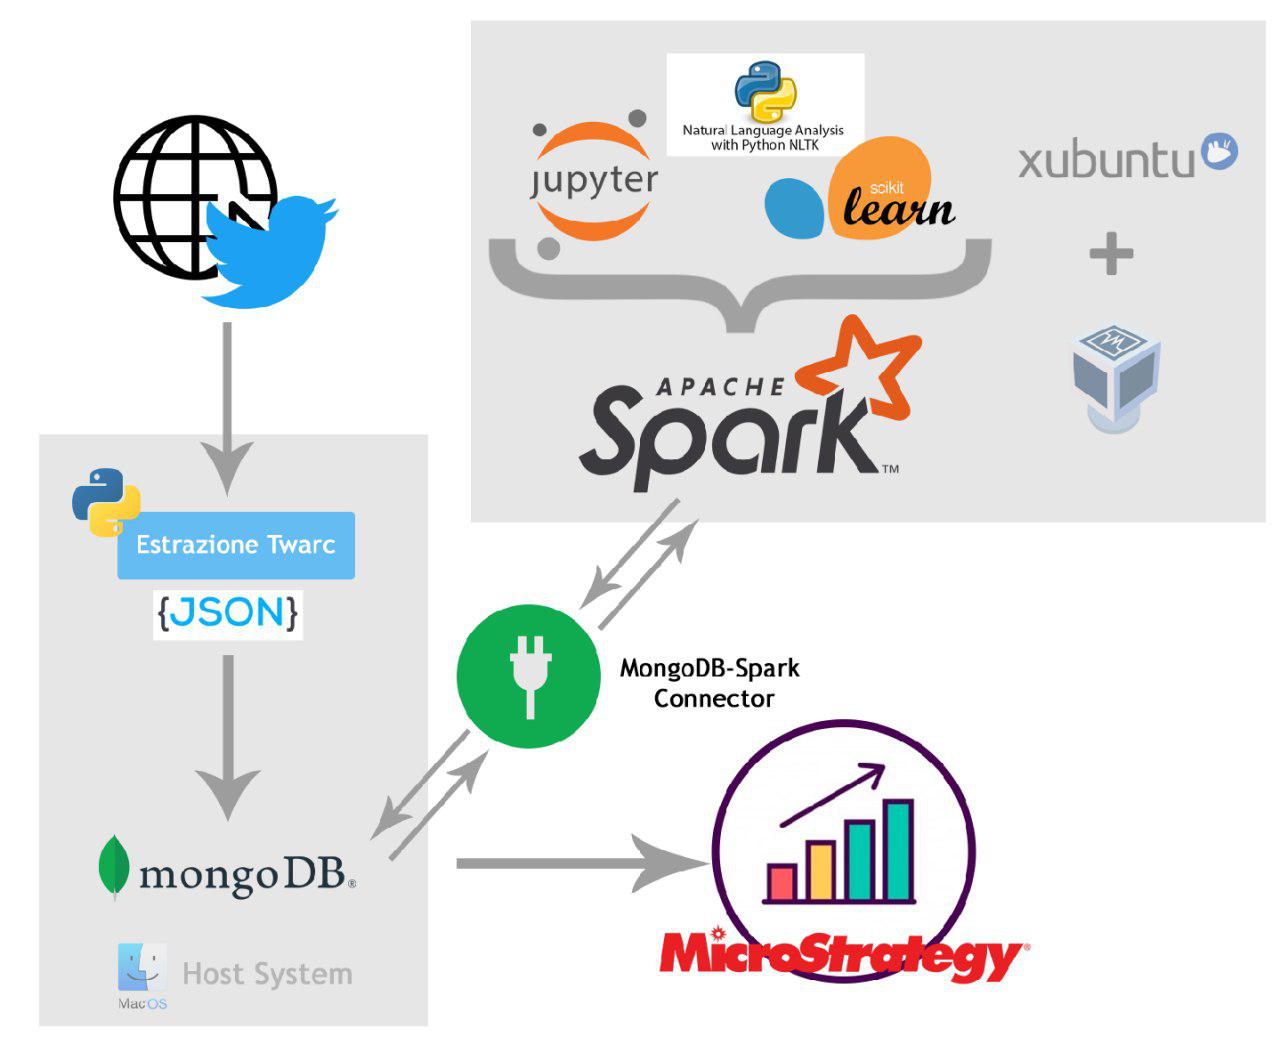 Natural Language Analysis
with Python NLTK
jupyter
scikit
learn
xubuntu
APACHE
Spark™
Estrazione Twarc
{JSON}
MongoDB-Spark
Connector
mongoDB®
MicroStrategy®
Host System
MacOS